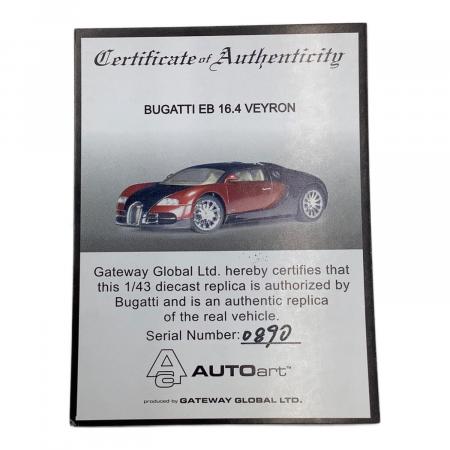 Certificate of Authenticity
BUGATTI EB 16.4 VEYRON
Gateway Global Ltd. hereby certifies that
this 1/43 diecast replica is authorized by
Bugatti and is an authentic replica
of the real vehicle.
Serial Number: 0890
AUTOart™
produced by GATEWAY GLOBAL LTD.